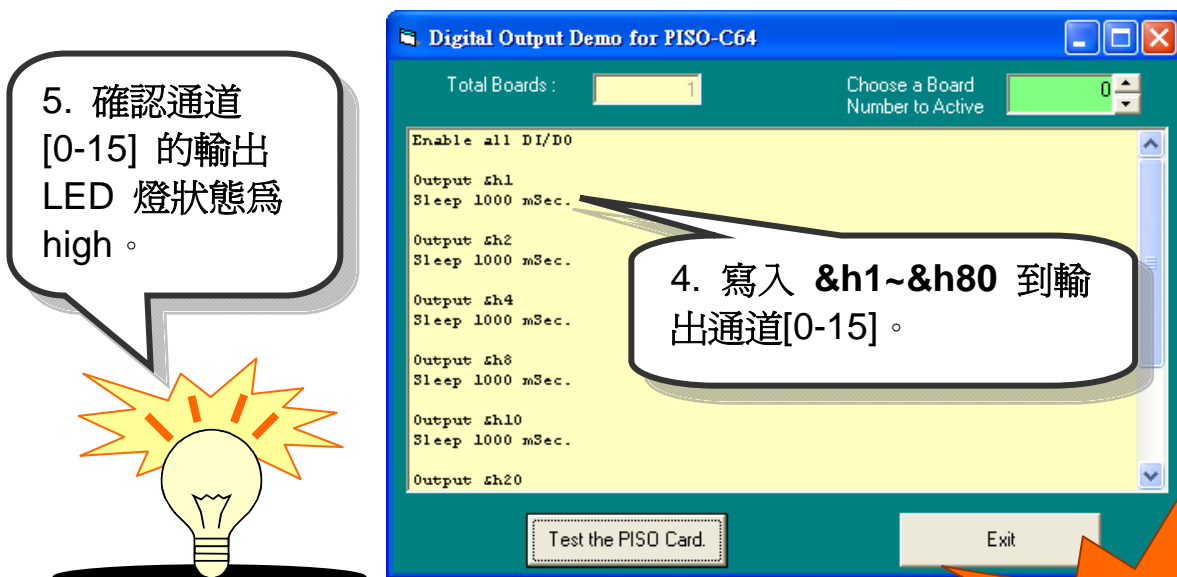 5. 確認通道
[0-15] 的輸出
LED 燈狀態爲
high。
Digital Output Demo for PISO-C64
Total Boards :
1
Choose a Board
Number to Active
0
Enable all DI/DO
Output &h1
Sleep 1000 mSec.
Output &h2
Sleep 1000 mSec.
Output &h4
Sleep 1000 mSec.
Output &h8
Sleep 1000 mSec.
Output &h10
Sleep 1000 mSec.
Output &h20
4. 寫入 &h1~&h80 到輸
出通道[0-15]。
Test the PISO Card.
Exit